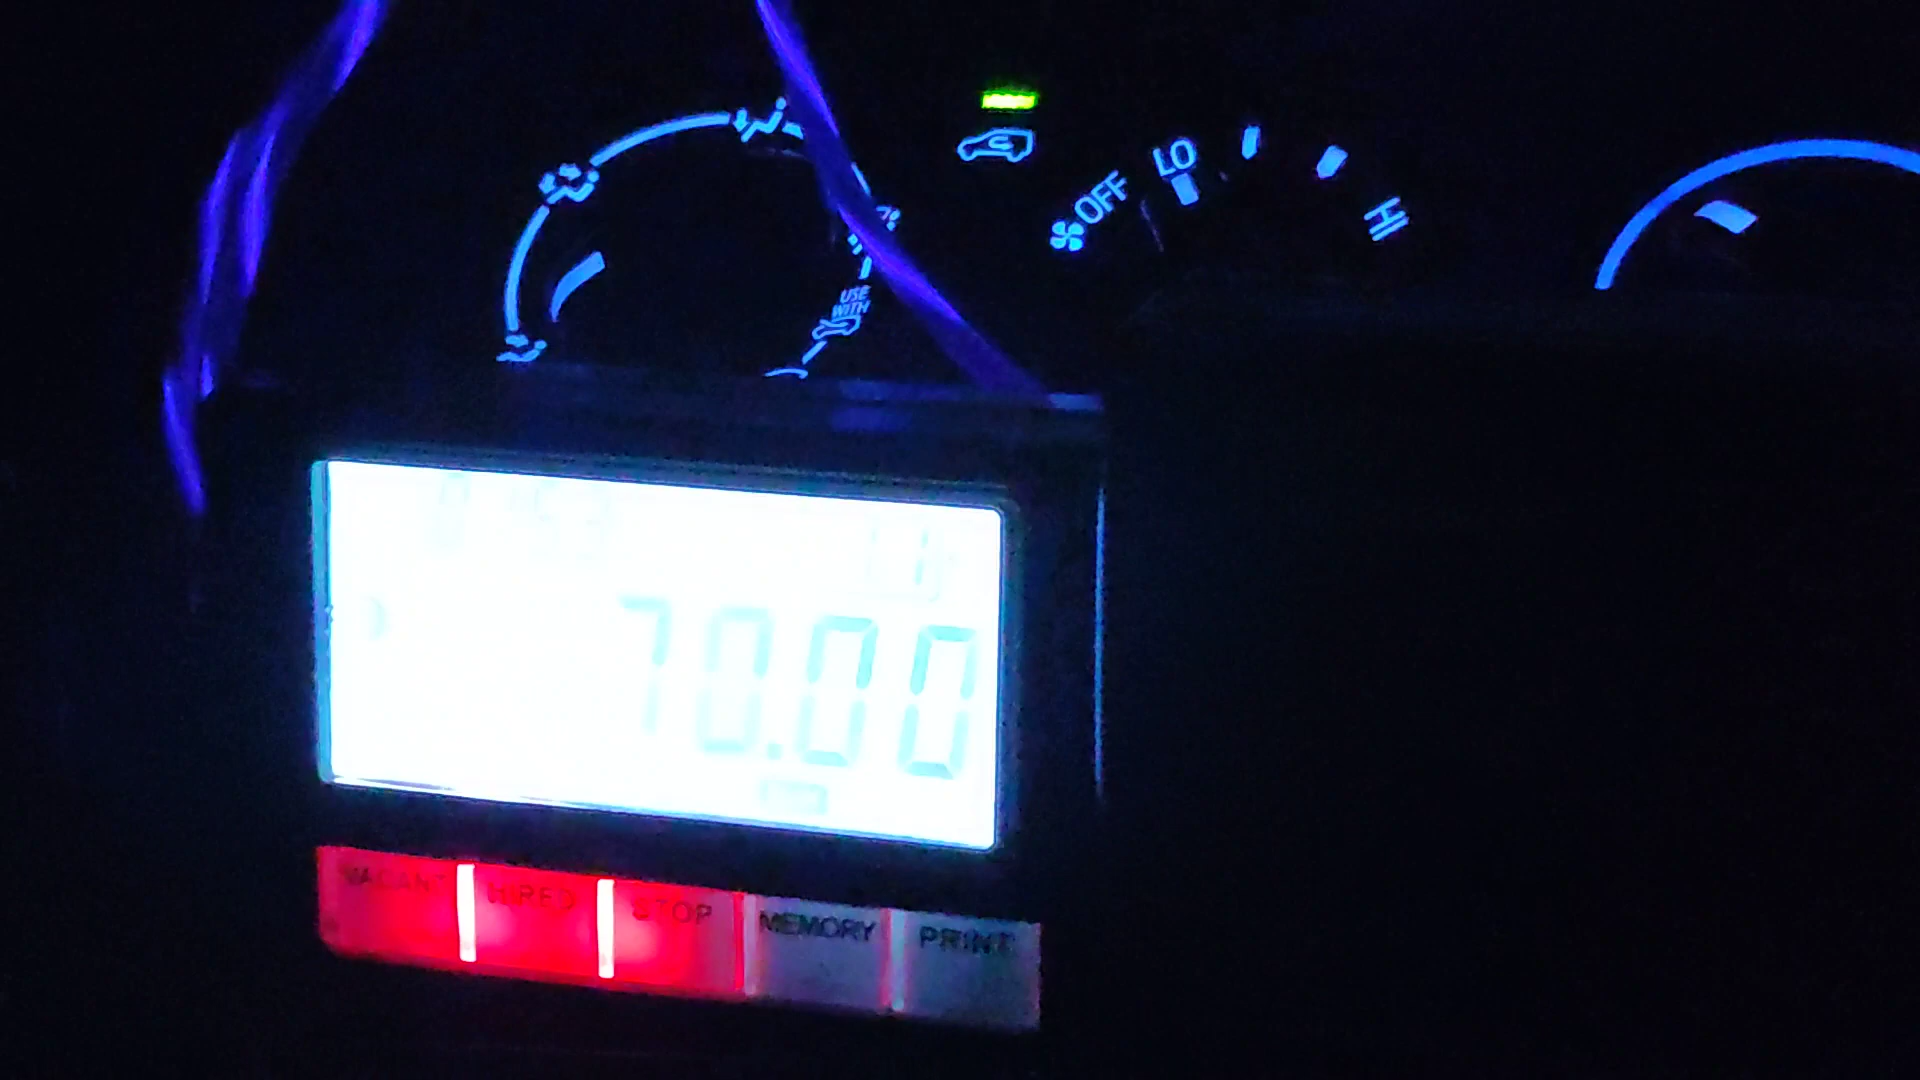 OFF LO HI
USE
WITH
70.00
VACANT HIRED STOP MEMORY PRINT